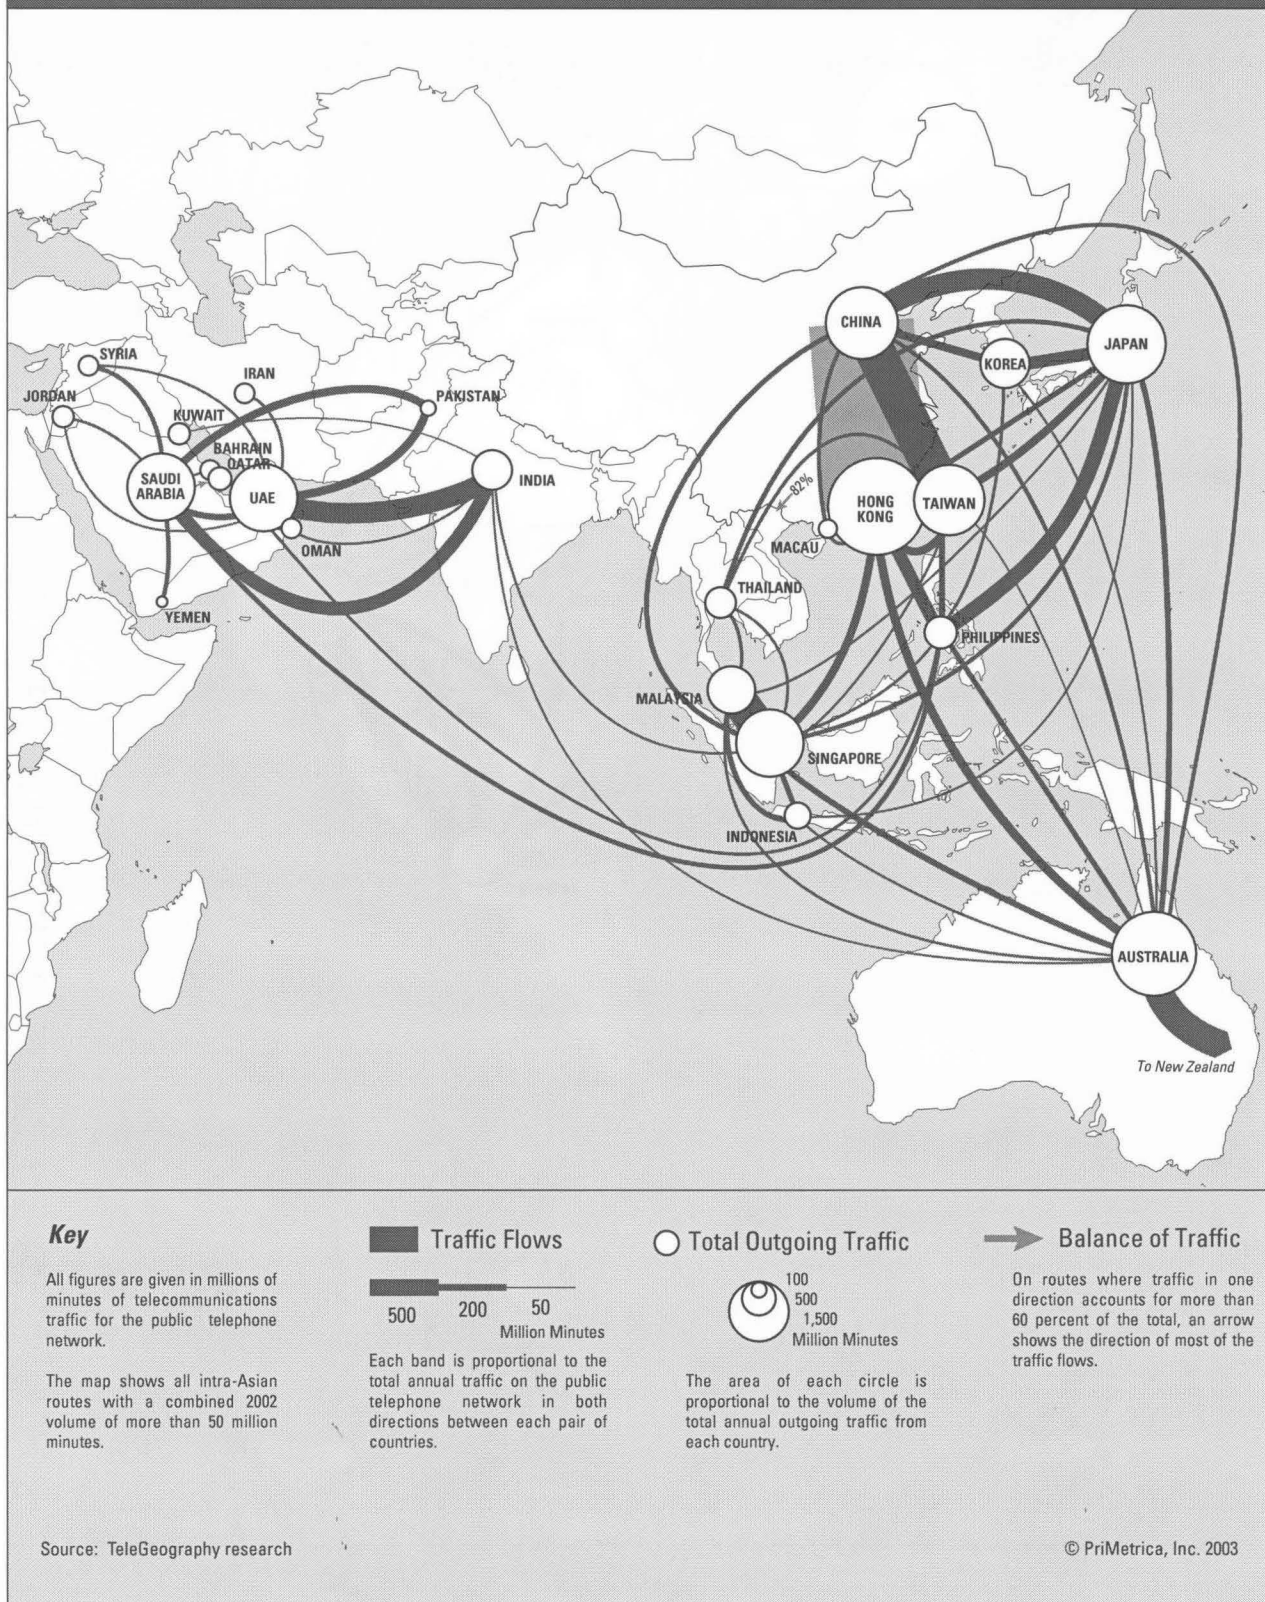 CHINA
JAPAN
KOREA
SYRIA
IRAN
JORDAN
PAKISTAN
KUWAIT
BAHRAIN
QATAR
SAUDI
ARABIA
UAE
INDIA
OMAN
YEMEN
HONG
KONG
TAIWAN
82%
MACAU
THAILAND
PHILIPPINES
MALAYSIA
SINGAPORE
INDONESIA
AUSTRALIA
To New Zealand
Key
All figures are given in millions of
minutes of telecommunications
traffic for the public telephone
network.
The map shows all intra-Asian
routes with a combined 2002
volume of more than 50 million
minutes.
Traffic Flows
500 200 50
Million Minutes
Each band is proportional to the
total annual traffic on the public
telephone network in both
directions between each pair of
countries.
Total Outgoing Traffic
100
500
1,500
Million Minutes
The area of each circle is
proportional to the volume of the
total annual outgoing traffic from
each country.
Balance of Traffic
On routes where traffic in one
direction accounts for more than
60 percent of the total, an arrow
shows the direction of most of the
traffic flows.
Source: TeleGeography research
© PriMetrica, Inc. 2003